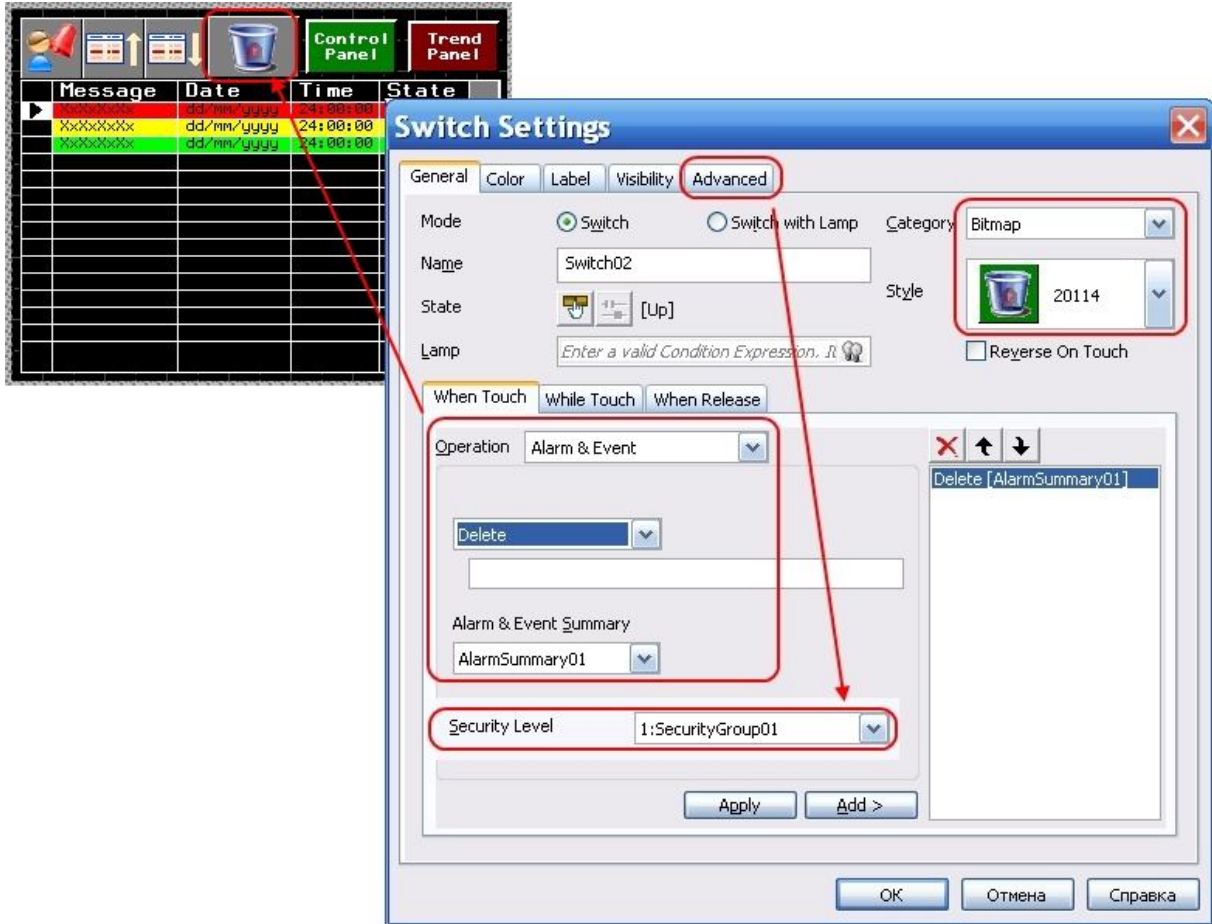 Control
Panel
Trend
Panel
Message Date Time State
XxXxXxXx dd/mm/yyyy 24:00:00
XxXxXxXx dd/mm/yyyy 24:00:00
XxXxXxXx dd/mm/yyyy 24:00:00
Switch Settings
General Color Label Visibility Advanced
Mode Switch Switch with Lamp Category Bitmap
Name Switch02
Style 20114
State [Up]
Lamp Enter a valid Condition Expression.
Reverse On Touch
When Touch While Touch When Release
Operation Alarm & Event
Delete [AlarmSummary01]
Delete
Alarm & Event Summary
AlarmSummary01
Security Level 1:SecurityGroup01
Apply Add >
OK Отмена Справка